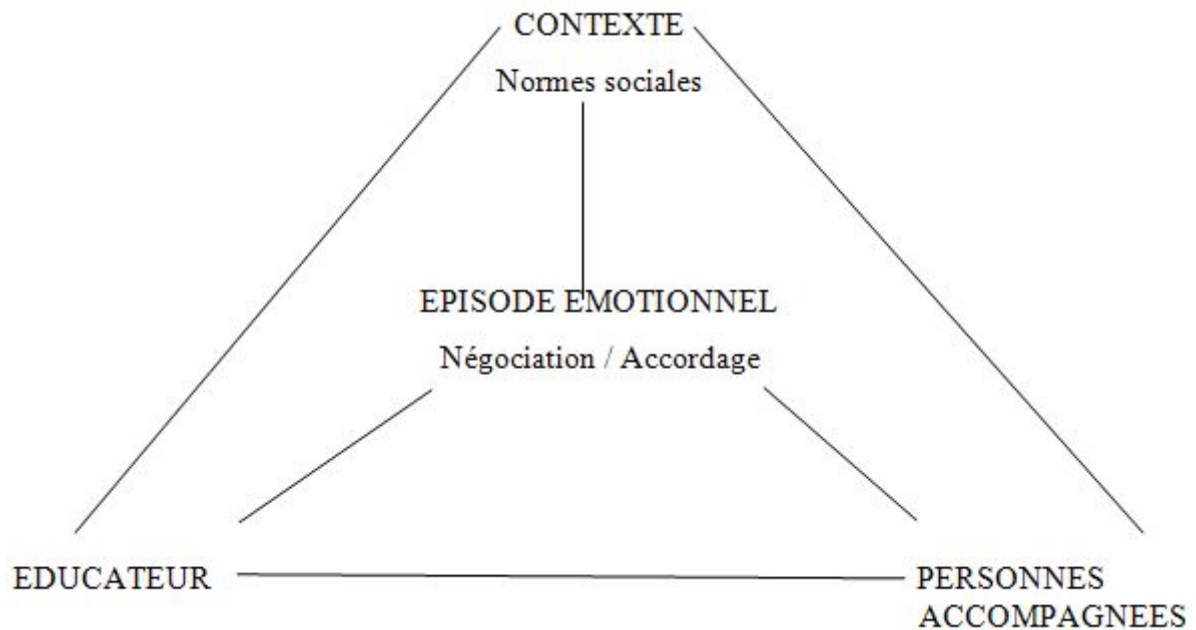 CONTEXTE
Normes sociales
EPISODE EMOTIONNEL
Négociation / Accordage
EDUCATEUR
PERSONNES
ACCOMPAGNEES